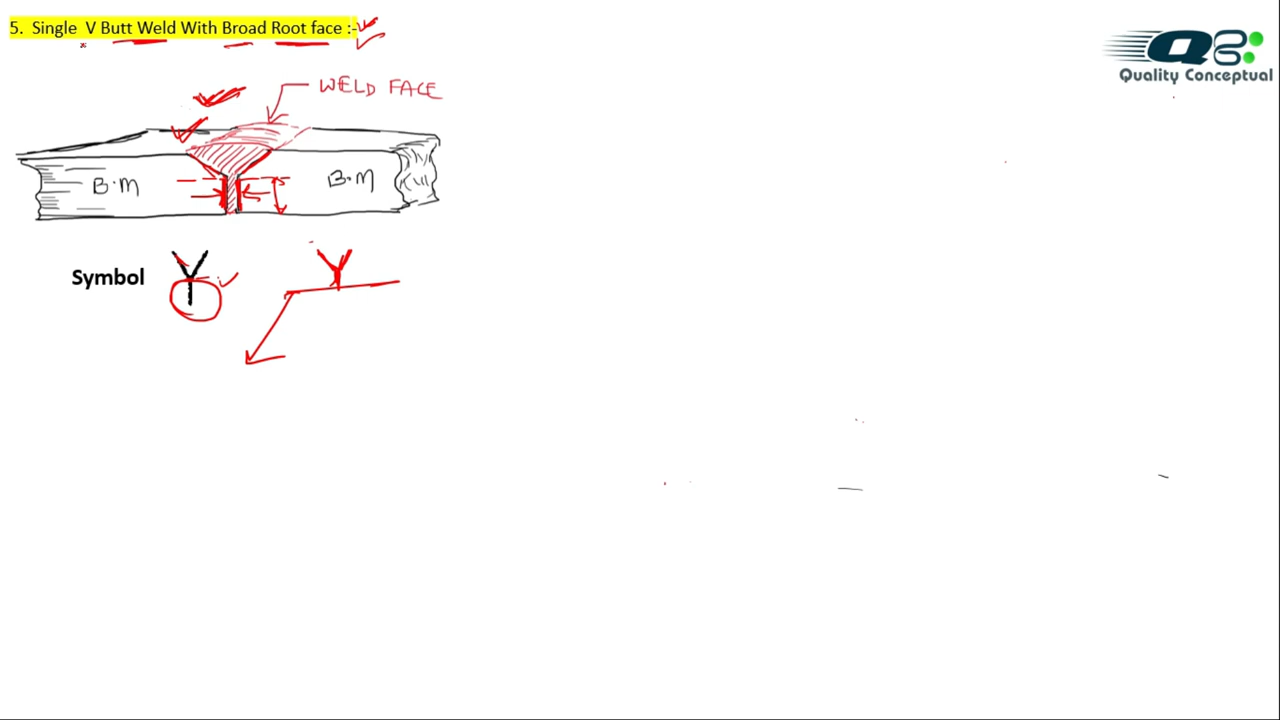 5. Single V Butt Weld With Broad Root face :-
Quality Conceptual
WELD FACE
B.M
B.M
Symbol